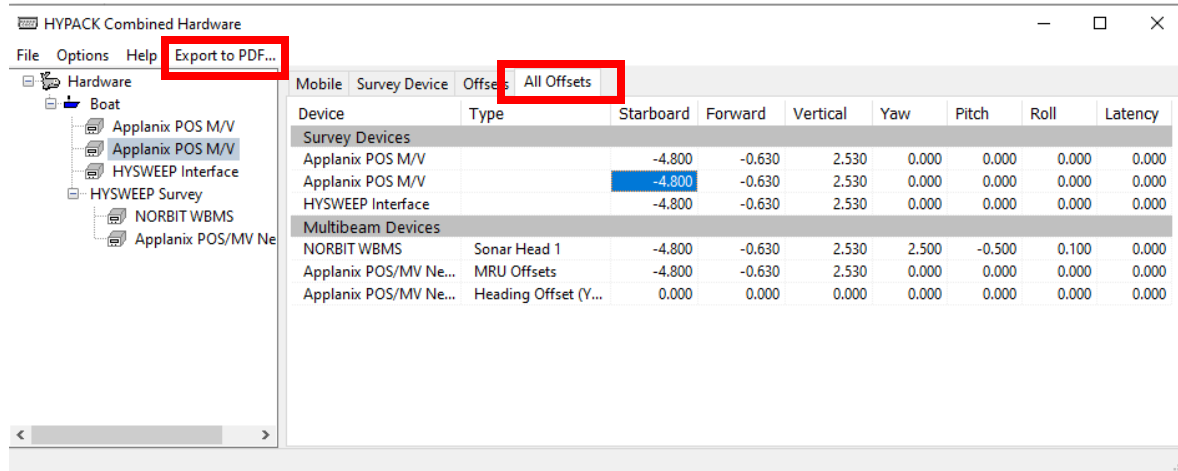 HYPACK Combined Hardware
File Options Help Export to PDF...
Hardware
Boat
Applanix POS M/V
Applanix POS M/V
HYSWEEP Interface
HYSWEEP Survey
NORBIT WBMS
Applanix POS/MV Ne
Mobile Survey Device Offsets All Offsets
Device Type Starboard Forward Vertical Yaw Pitch Roll Latency
Survey Devices
Applanix POS M/V -4.800 -0.630 2.530 0.000 0.000 0.000 0.000
Applanix POS M/V -4.800 -0.630 2.530 0.000 0.000 0.000 0.000
HYSWEEP Interface -4.800 -0.630 2.530 0.000 0.000 0.000 0.000
Multibeam Devices
NORBIT WBMS Sonar Head 1 -4.800 -0.630 2.530 2.500 -0.500 0.100 0.000
Applanix POS/MV Ne... MRU Offsets -4.800 -0.630 2.530 0.000 0.000 0.000 0.000
Applanix POS/MV Ne... Heading Offset (Y... 0.000 0.000 0.000 0.000 0.000 0.000 0.000